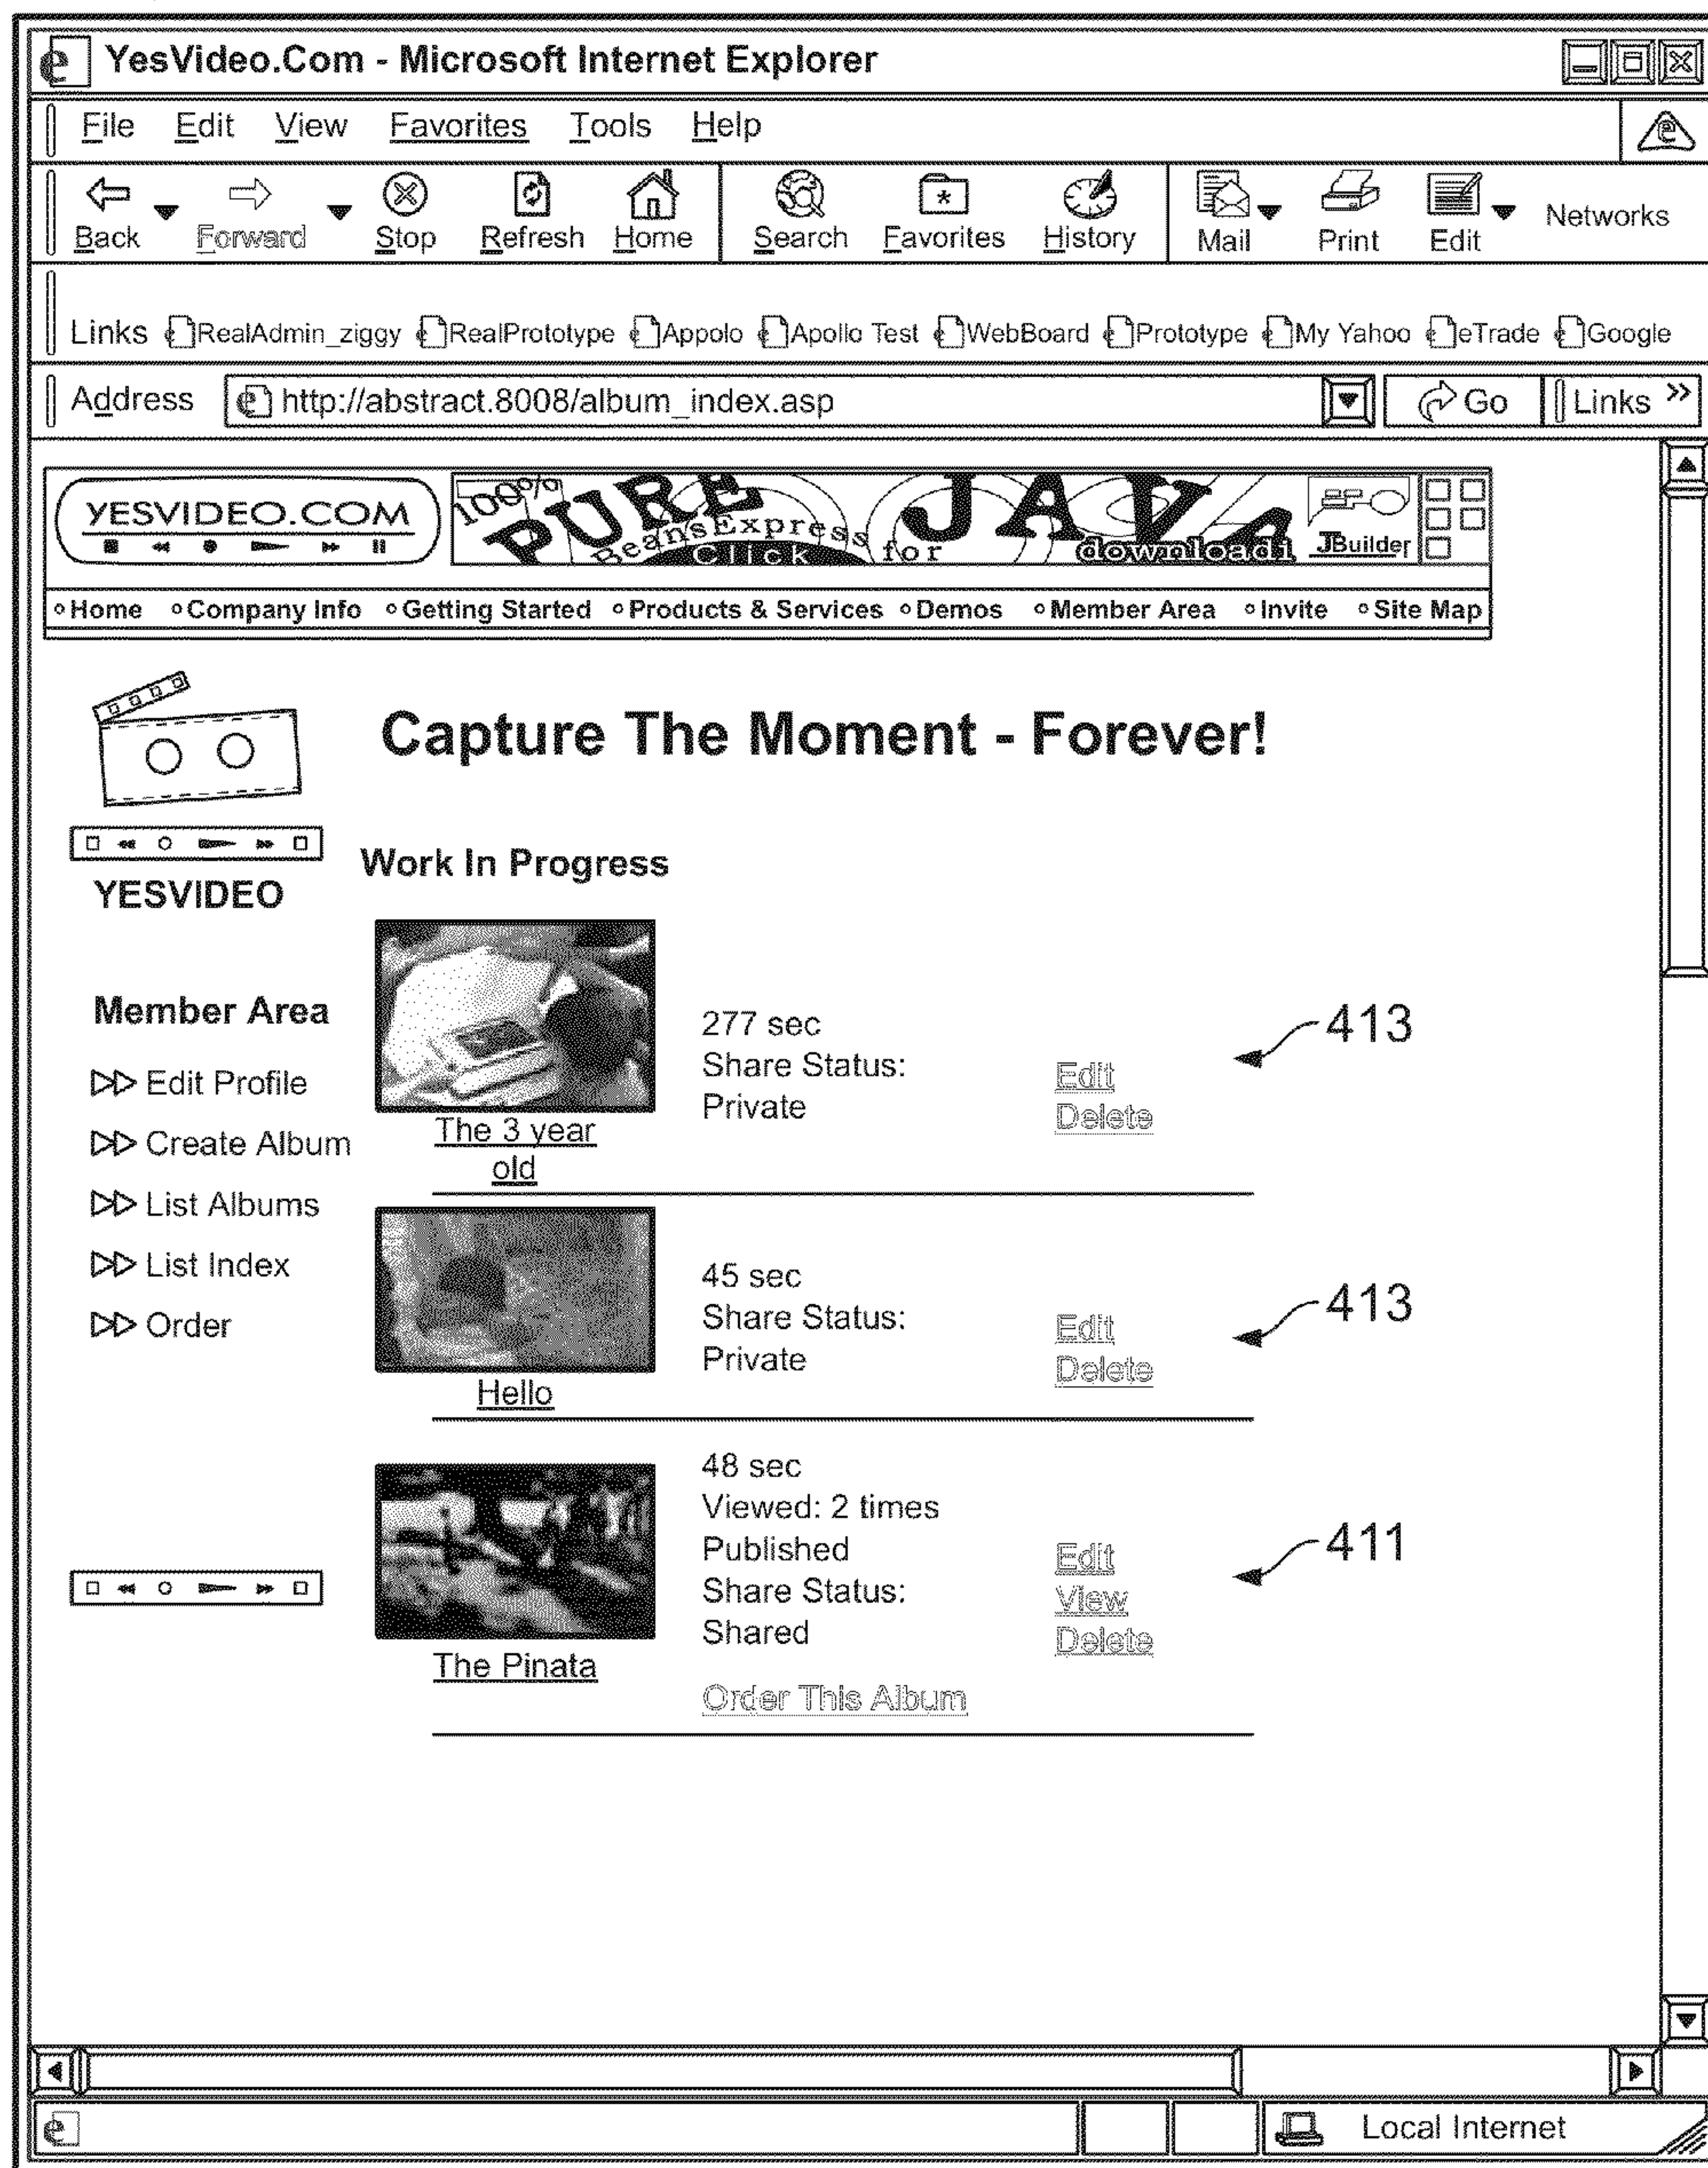 YesVideo.Com - Microsoft Internet Explorer
File Edit View Favorites Tools Help
Back Forward Stop Refresh Home Search Favorites History Mail Print Edit Networks
Links RealAdmin_ziggy RealPrototype Appolo Apollo Test WebBoard Prototype My Yahoo eTrade Google
Address http://abstract.8008/album_index.asp Go Links »
YESVIDEO.COM
100% PURE JAVA
BeansExpress for
Click downloadi JBuilder
Home Company Info Getting Started Products & Services Demos Member Area Invite Site Map
Capture The Moment - Forever!
YESVIDEO
Member Area
Edit Profile
Create Album
List Albums
List Index
Order
Work In Progress
The 3 year
old
277 sec
Share Status:
Private
Edit
Delete
413
Hello
45 sec
Share Status:
Private
Edit
Delete
413
The Pinata
48 sec
Viewed: 2 times
Published
Share Status:
Shared
Edit
View
Delete
411
Order This Album
Local Internet